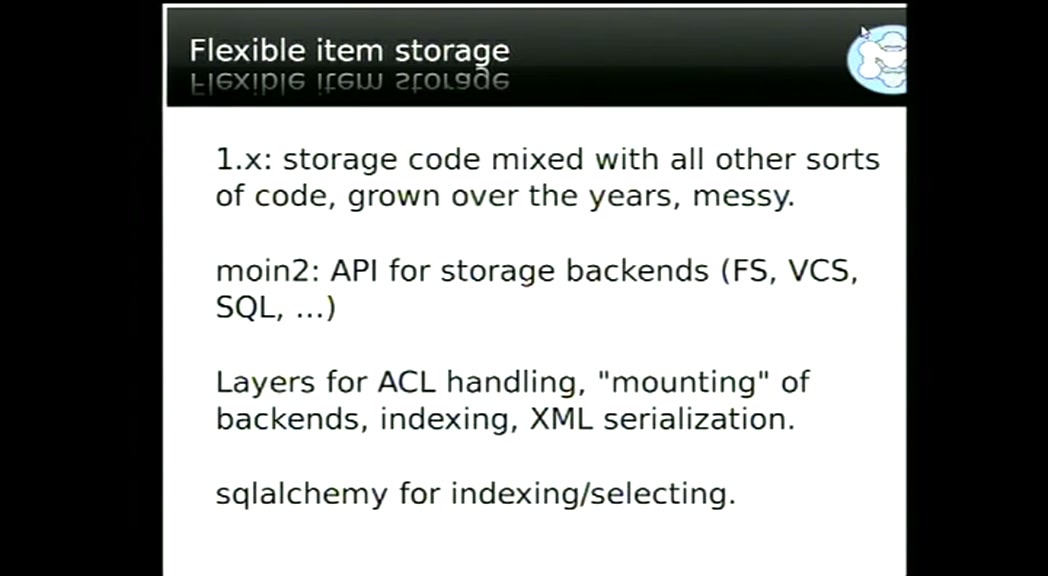 Flexible item storage
1.x: storage code mixed with all other sorts
of code, grown over the years, messy.
moin2: API for storage backends (FS, VCS,
SQL, ...)
Layers for ACL handling, "mounting" of
backends, indexing, XML serialization.
sqlalchemy for indexing/selecting.